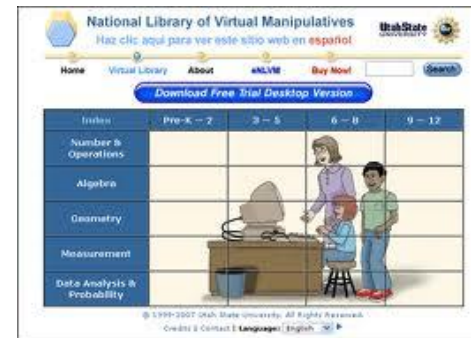 National Library of Virtual Manipulatives
UtahState
UNIVERSITY
Haz clic aquí para ver este sitio web en español
Home Virtual Library About eNLVM Buy Now! Search
Download Free Trial Desktop Version
Index Pre-K – 2 3 – 5 6 – 8 9 – 12
Number & Operations
Algebra
Geometry
Measurement
Data Analysis & Probability
© 1999-2007 Utah State University. All Rights Reserved.
Credits | Contact | Language: English